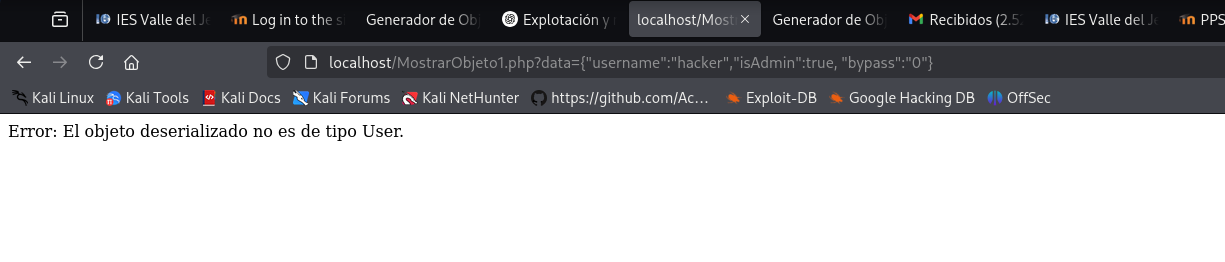 IES Valle del Je
Log in to the si
Generador de Obj
Explotación y
localhost/Most
Generador de Obj
Recibidos (2.52
IES Valle del Je
PPS
localhost/MostrarObjeto1.php?data={"username":"hacker","isAdmin":true, "bypass":"0"}
Kali Linux
Kali Tools
Kali Docs
Kali Forums
Kali NetHunter
https://github.com/Ac...
Exploit-DB
Google Hacking DB
OffSec
Error: El objeto deserializado no es de tipo User.